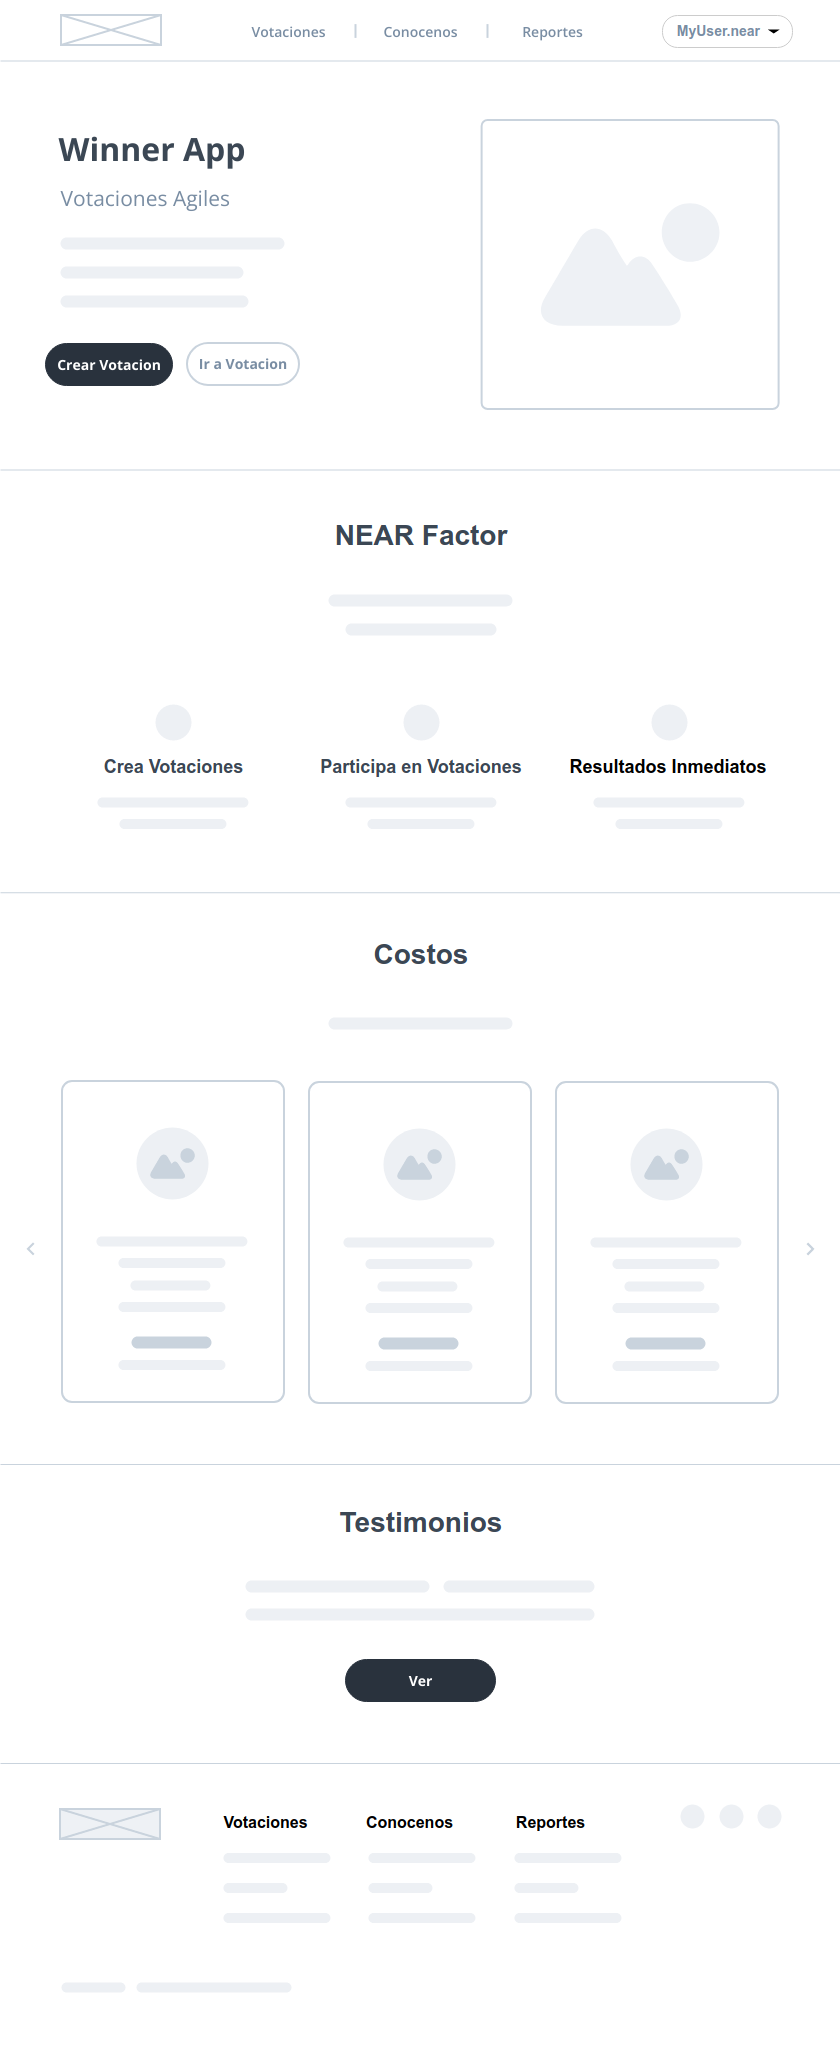 Votaciones | Conocenos | Reportes
MyUser.near
Winner App
Votaciones Agiles
Crear Votacion
Ir a Votacion
NEAR Factor
Crea Votaciones
Participa en Votaciones
Resultados Inmediatos
Costos
Testimonios
Ver
Votaciones
Conocenos
Reportes